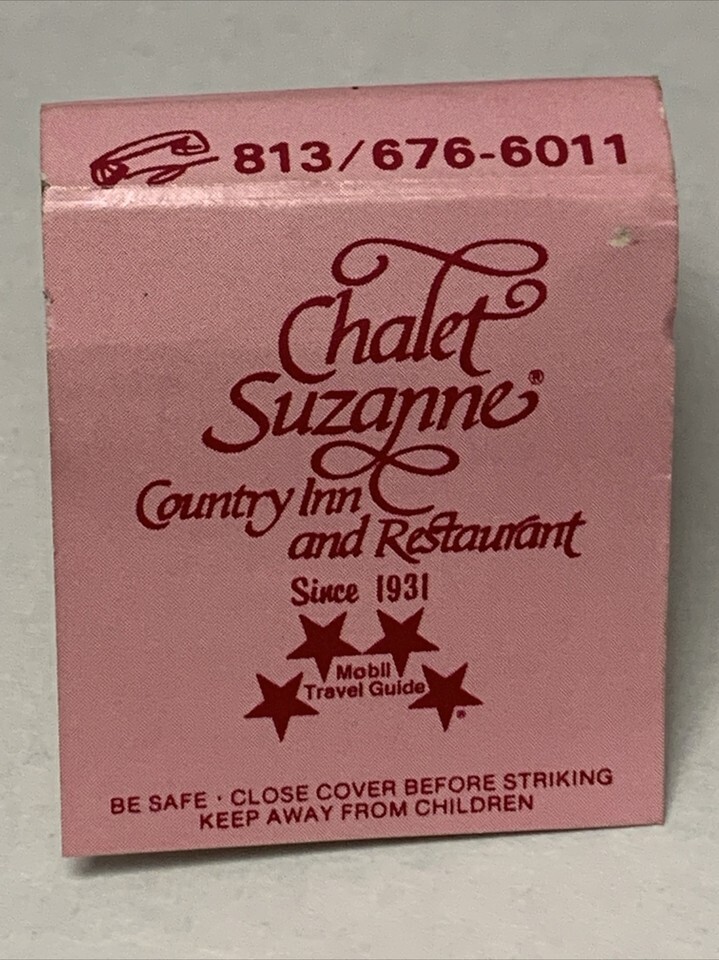 813/676-6011
Chalet
Suzanne®
Country Inn
and Restaurant
Since 1931
Mobil
Travel Guide®
BE SAFE · CLOSE COVER BEFORE STRIKING
KEEP AWAY FROM CHILDREN